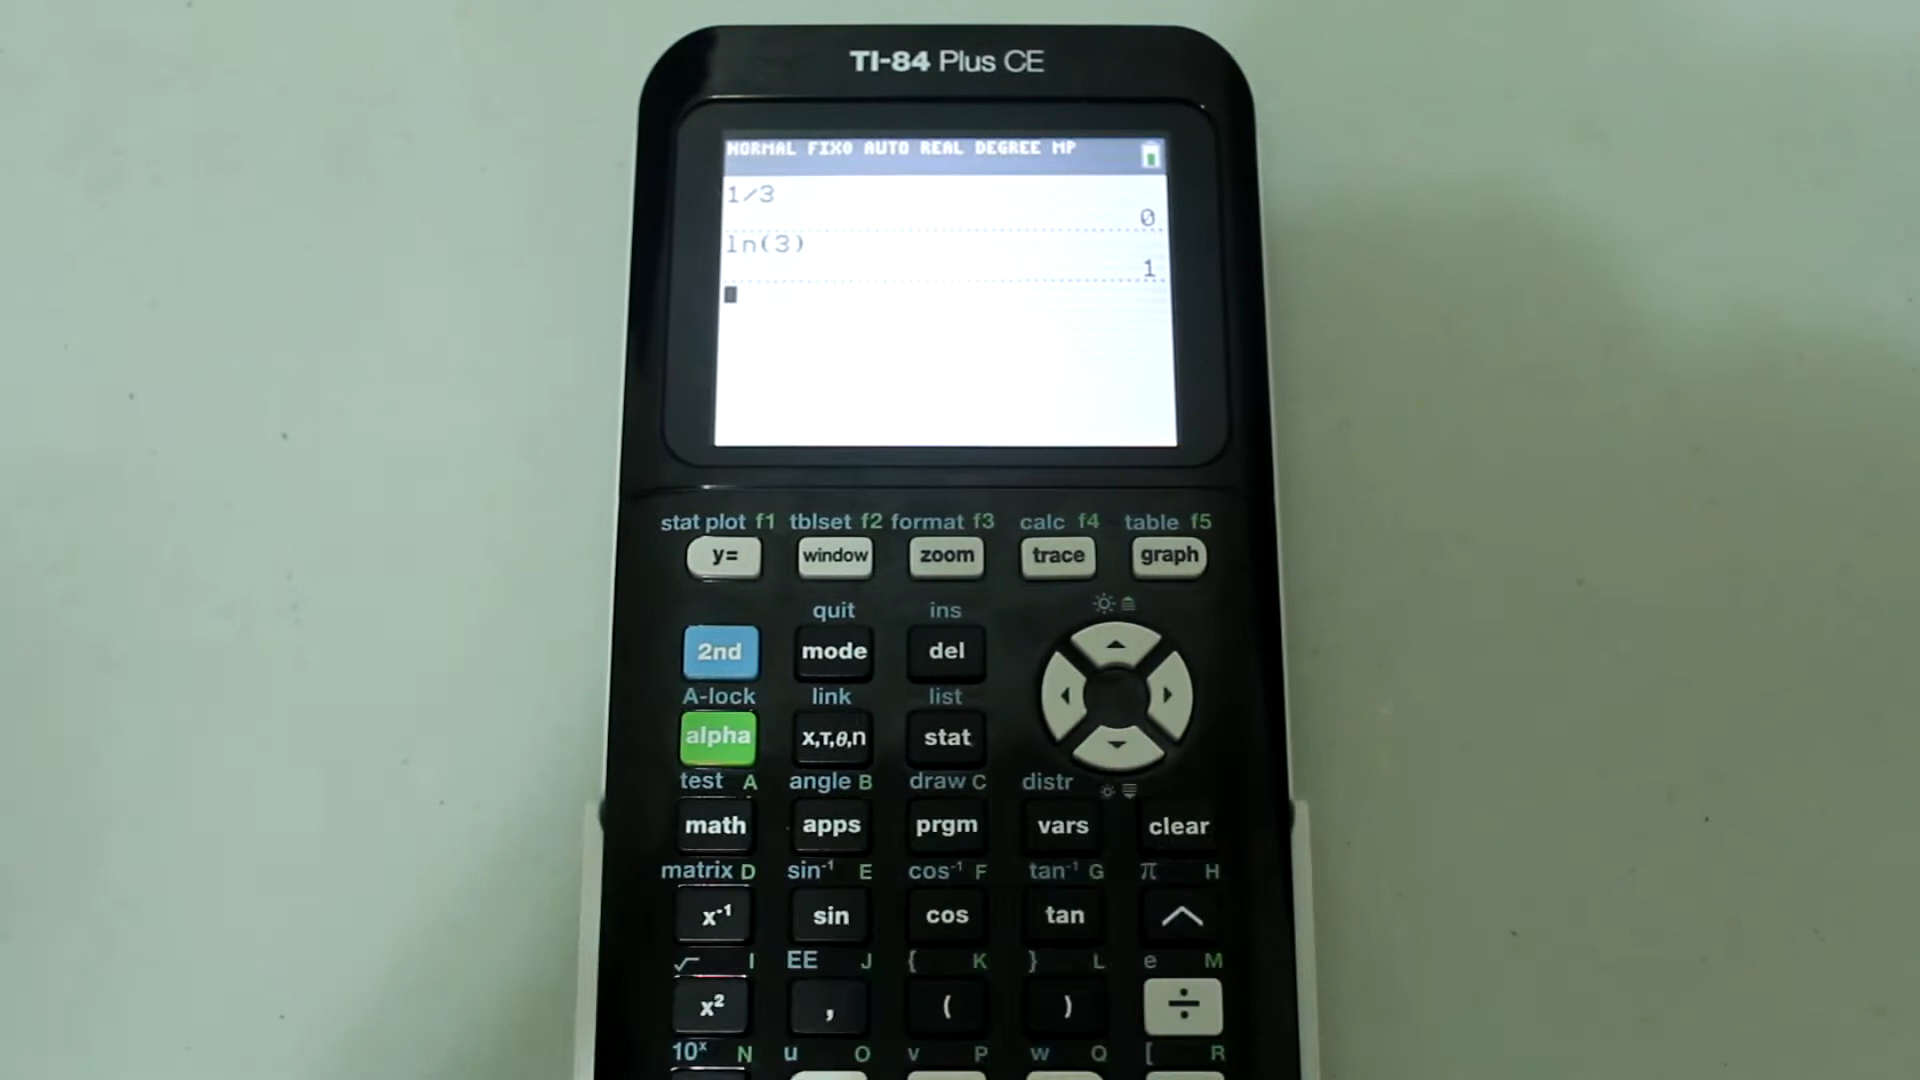 TI-84 Plus CE
NORMAL FIX0 AUTO REAL DEGREE MP
1/3
0
ln(3)
1
stat plot f1 tblset f2 format f3 calc f4 table f5
y= window zoom trace graph
quit ins
2nd mode del
A-lock link list
alpha X,T,θ,n stat
test A angle B draw C distr
math apps prgm vars clear
matrix D sin⁻¹ E cos⁻¹ F tan⁻¹ G π H
x⁻¹ sin cos tan ^
√ I EE J { K } L e M
x² , ( ) ÷
10ˣ N u O v P w Q [ R